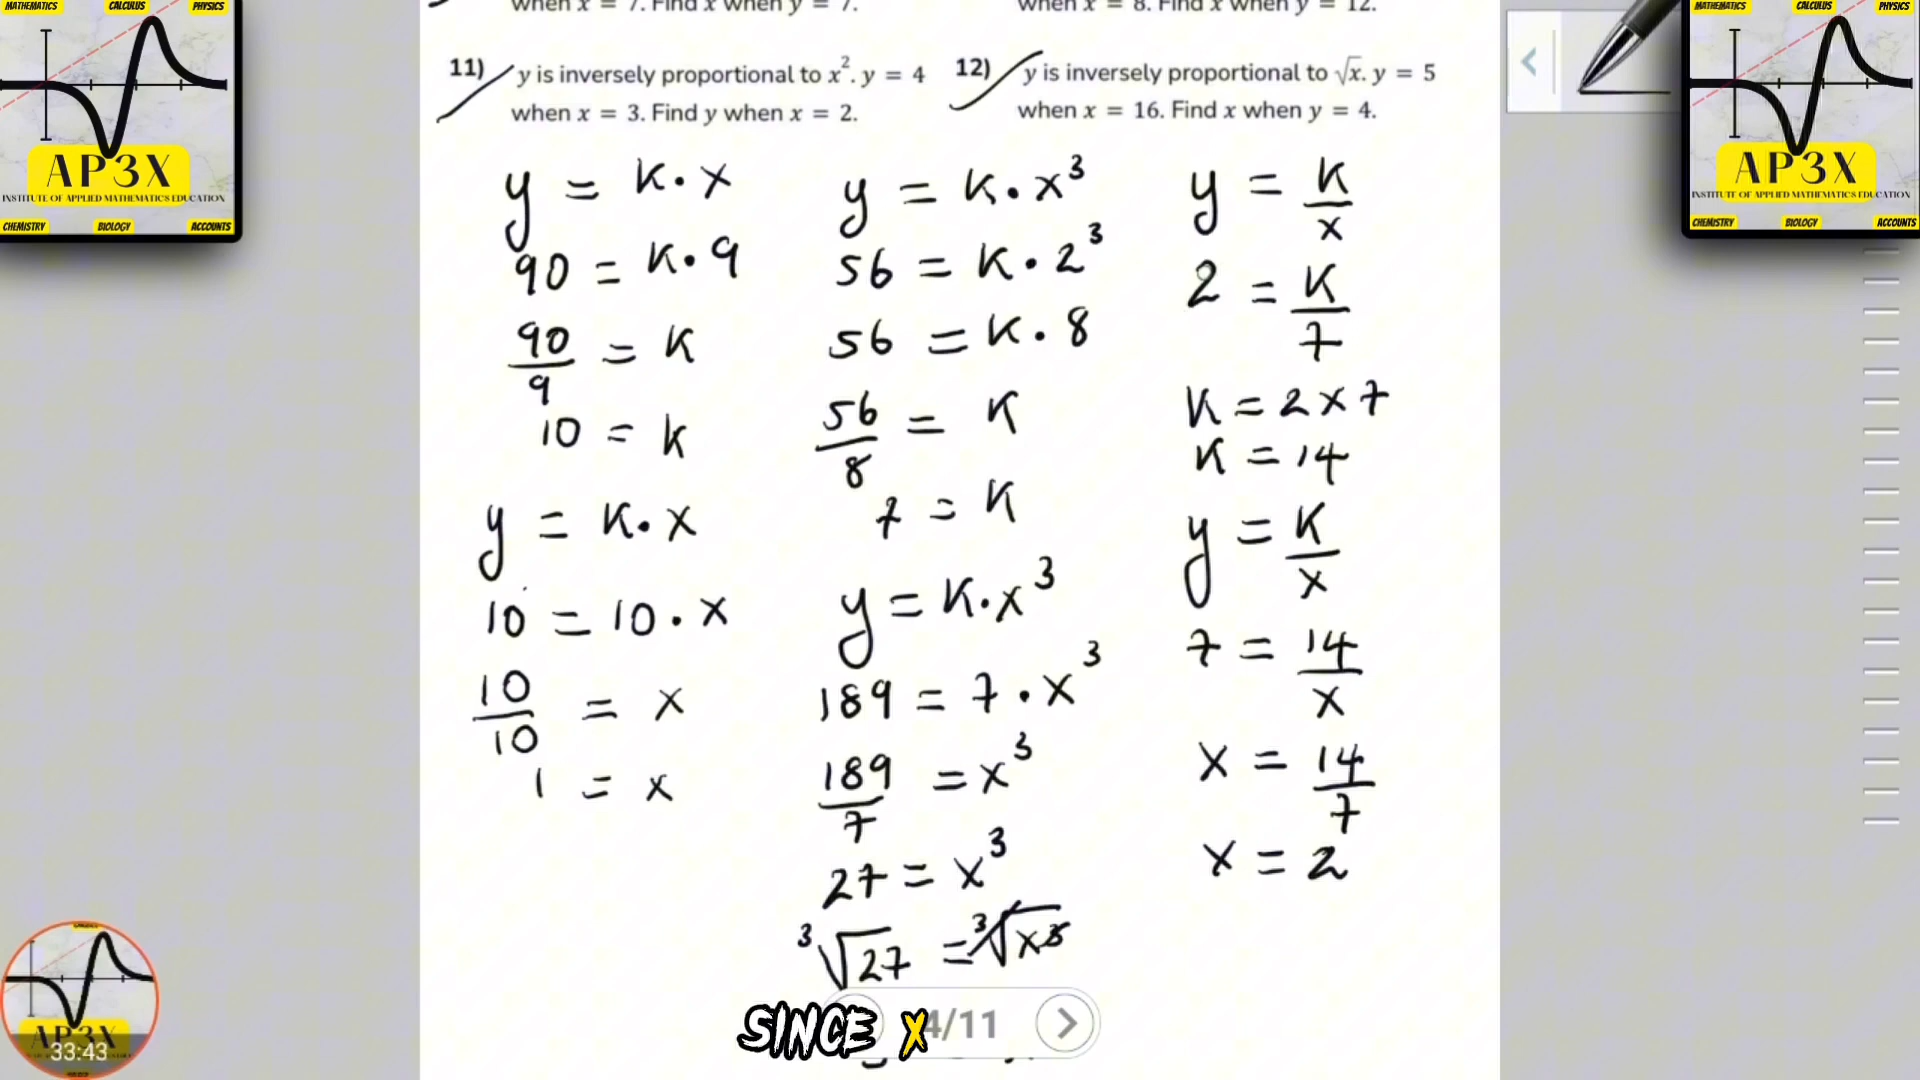 MATHEMATICS CALCULUS PHYSICS
AP3X
INSTITUTE OF APPLIED MATHEMATICS EDUCATION
CHEMISTRY BIOLOGY ACCOUNTS
when x = 7. Find x when y = 7.
when x = 8. Find x when y = 12.
11) y is inversely proportional to x². y = 4
when x = 3. Find y when x = 2.
12) y is inversely proportional to √x. y = 5
when x = 16. Find x when y = 4.
y = k·x
90 = k·9
90/9 = k
10 = k
y = k·x
10 = 10·x
10/10 = x
1 = x
y = k·x³
56 = k·2³
56 = k·8
56/8 = k
7 = k
y = k·x³
189 = 7·x³
189/7 = x³
27 = x³
³√27 = ³√x³
y = k/x
2 = k/7
k = 2x7
k = 14
y = k/x
7 = 14/x
x = 14/7
x = 2
MATHEMATICS CALCULUS PHYSICS
AP3X
INSTITUTE OF APPLIED MATHEMATICS EDUCATION
CHEMISTRY BIOLOGY ACCOUNTS
AP3X
33:43
SINCE X
4/11